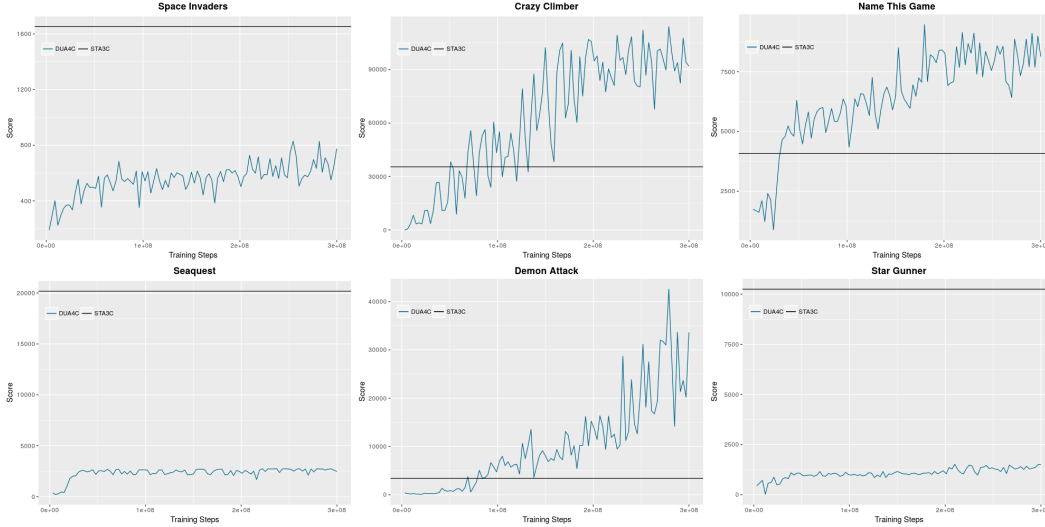 Space Invaders
Score
1600
1200
800
400
DUA4C STA3C
0e+00 1e+08 2e+08 3e+08
Training Steps
Crazy Climber
Score
90000
60000
30000
0
DUA4C STA3C
0e+00 1e+08 2e+08 3e+08
Training Steps
Name This Game
Score
7500
5000
2500
DUA4C STA3C
0e+00 1e+08 2e+08 3e+0
Training Steps
Seaquest
Score
20000
15000
10000
5000
2500
0
DUA4C STA3C
0e+00 1e+08 2e+08 3e+08
Training Steps
Demon Attack
Score
40000
30000
20000
10000
0
DUA4C STA3C
0e+00 1e+08 2e+08 3e+08
Training Steps
Star Gunner
Score
10000
7500
5000
2500
0
DUA4C STA3C
0e+00 1e+08 2e+08 3e+0
Training Steps